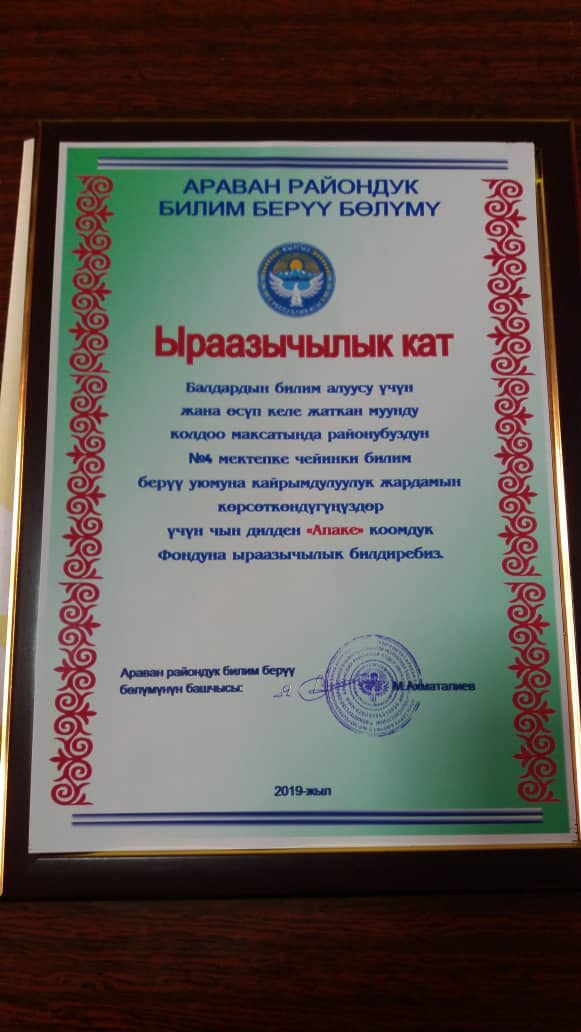 АРАВАН РАЙОНДУК
БИЛИМ БЕРҮҮ БӨЛҮМҮ
Ыраазычылык кат
Балдардын билим алуусу үчүн
жана өсүп келе жаткан муунду
колдоо максатында районубуздун
№4 мектепке чейинки билим
берүү уюмуна кайрымдуулуулук жардамын
көрсөткөндүгүңүздөр
үчүн чын дилден «Апаке» коомдук
Фондуна ыраазычылык билдиребиз.
Араван райондук билим берүү
бөлүмүнүн башчысы:
М.Ахматалиев
2019-жыл